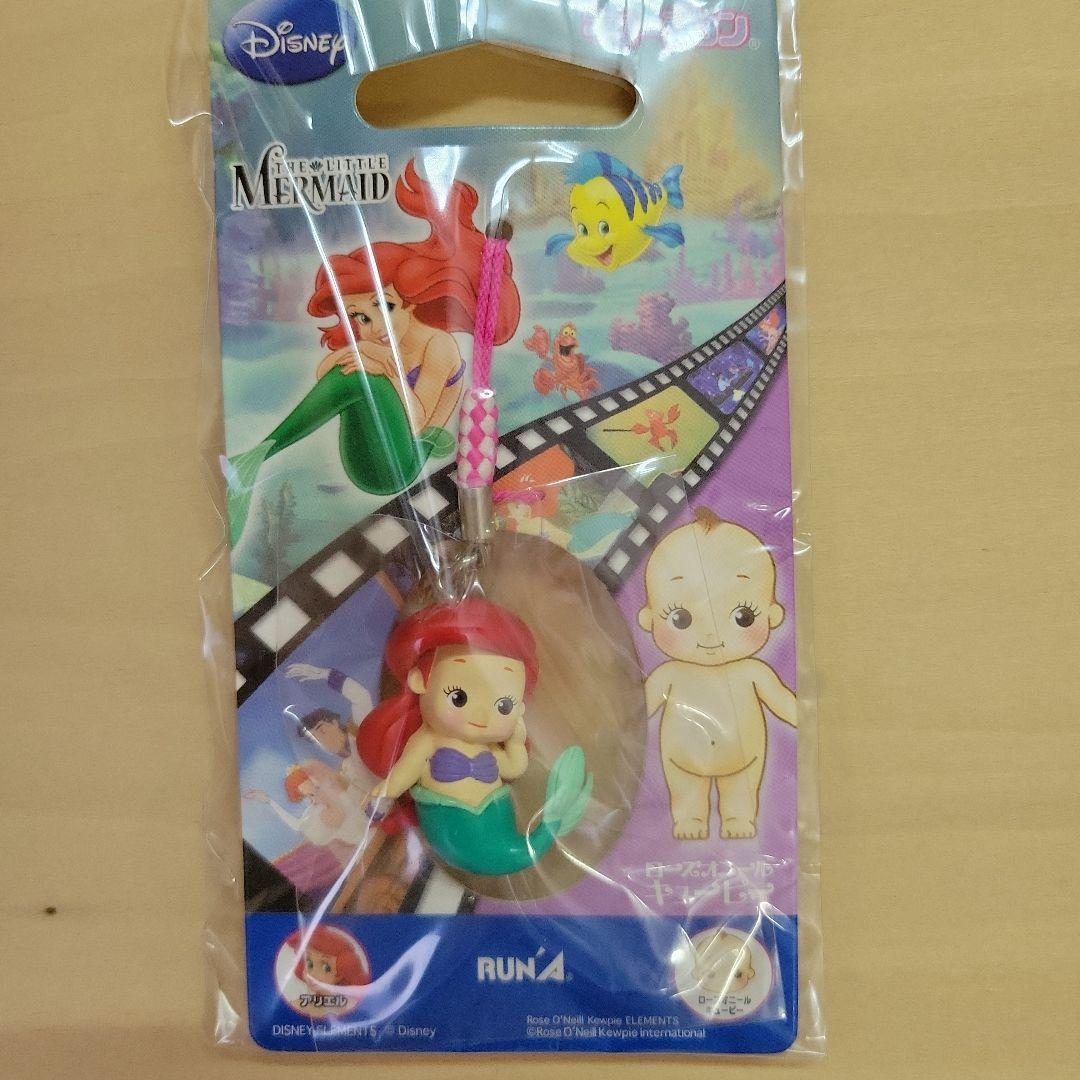 Disney
THE LITTLE
MERMAID
ローズオニール
キューピー
アリエル
RUN'A
ローズオニール
キューピー
DISNEY ELEMENTS: © Disney
Rose O'Neill Kewpie ELEMENTS
©Rose O'Neill Kewpie international